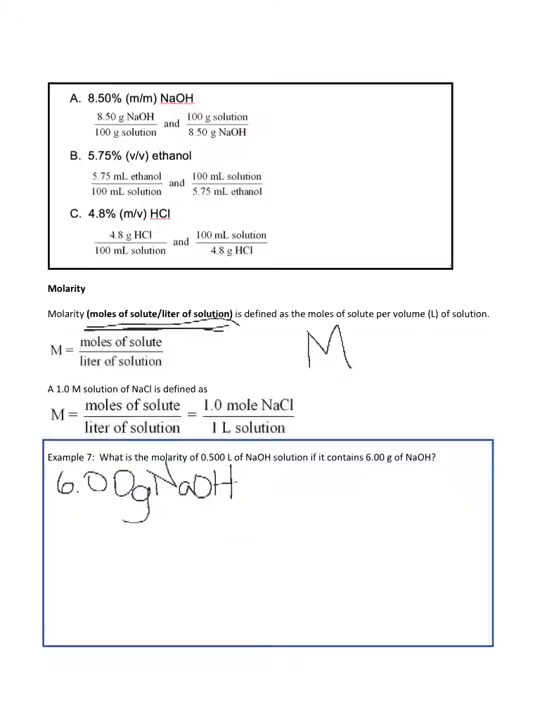 A. 8.50% (m/m) NaOH
8.50 g NaOH / 100 g solution and 100 g solution / 8.50 g NaOH
B. 5.75% (v/v) ethanol
5.75 mL ethanol / 100 mL solution and 100 mL solution / 5.75 mL ethanol
C. 4.8% (m/v) HCl
4.8 g HCl / 100 mL solution and 100 mL solution / 4.8 g HCl
Molarity
Molarity (moles of solute/liter of solution) is defined as the moles of solute per volume (L) of solution.
M = moles of solute / liter of solution
M
A 1.0 M solution of NaCl is defined as
M = moles of solute / liter of solution = 1.0 mole NaCl / 1 L solution
Example 7: What is the molarity of 0.500 L of NaOH solution if it contains 6.00 g of NaOH?
6.00g NaOH